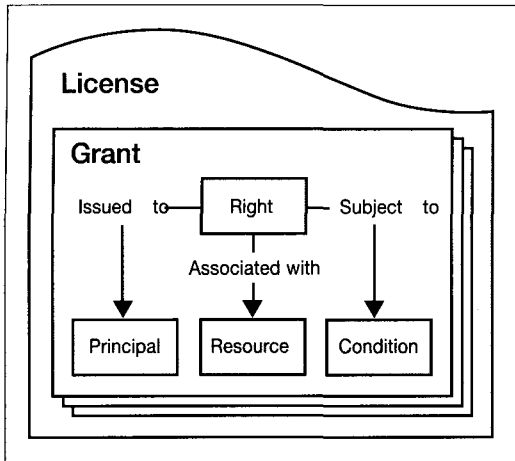 License
Grant
Issued to
Right
Subject to
Associated with
Principal
Resource
Condition